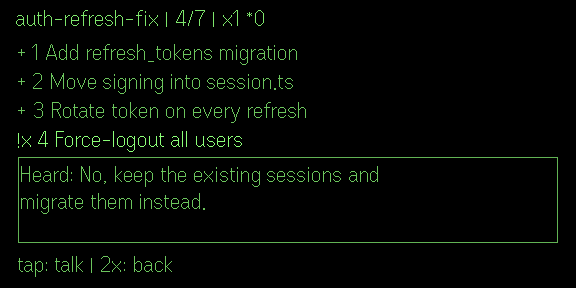 auth-refresh-fix | 4/7 | x1 *0
+ 1 Add refresh_tokens migration
+ 2 Move signing into session.ts
+ 3 Rotate token on every refresh
!x 4 Force-logout all users
Heard: No, keep the existing sessions and
migrate them instead.
tap: talk | 2x: back